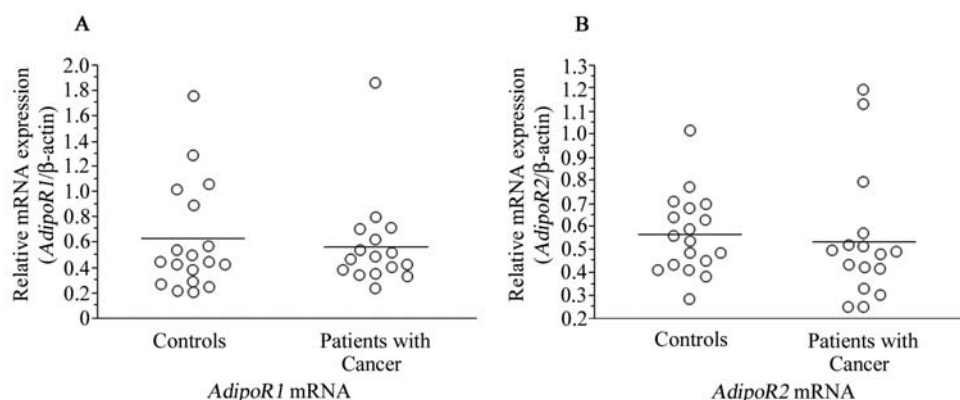 A
Relative mRNA expression
(AdipoR1/β-actin)
2.0
1.8
1.6
1.4
1.2
1.0
0.8
0.6
0.4
0.2
0
Controls
Patients with
Cancer
AdipoR1 mRNA
B
Relative mRNA expression
(AdipoR2/β-actin)
1.3
1.2
1.1
1.0
0.9
0.8
0.7
0.6
0.5
0.4
0.3
0.2
Controls
Patients with
Cancer
AdipoR2 mRNA